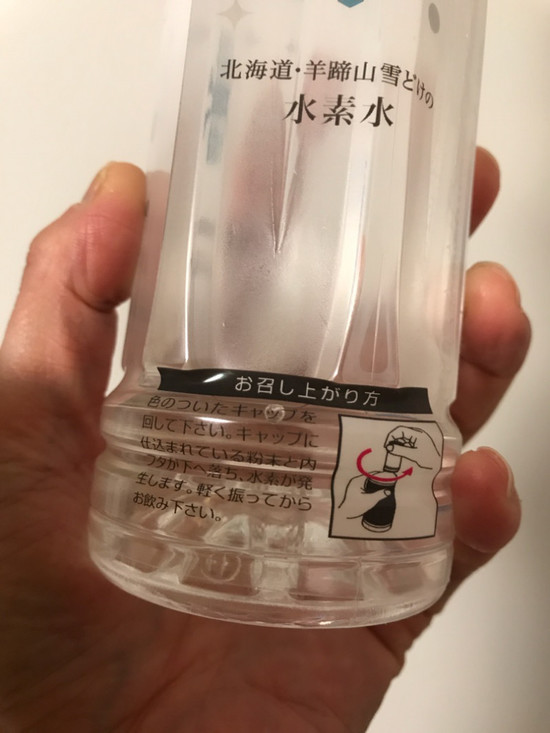 北海道・羊蹄山 雪どけの
水素水
お召し上がり方
色のついたキャップを
回して下さい。キャップに
仕込まれている粉末と内
フタが下へ落ち、水素が発
生します。軽く振ってから
お飲み下さい。